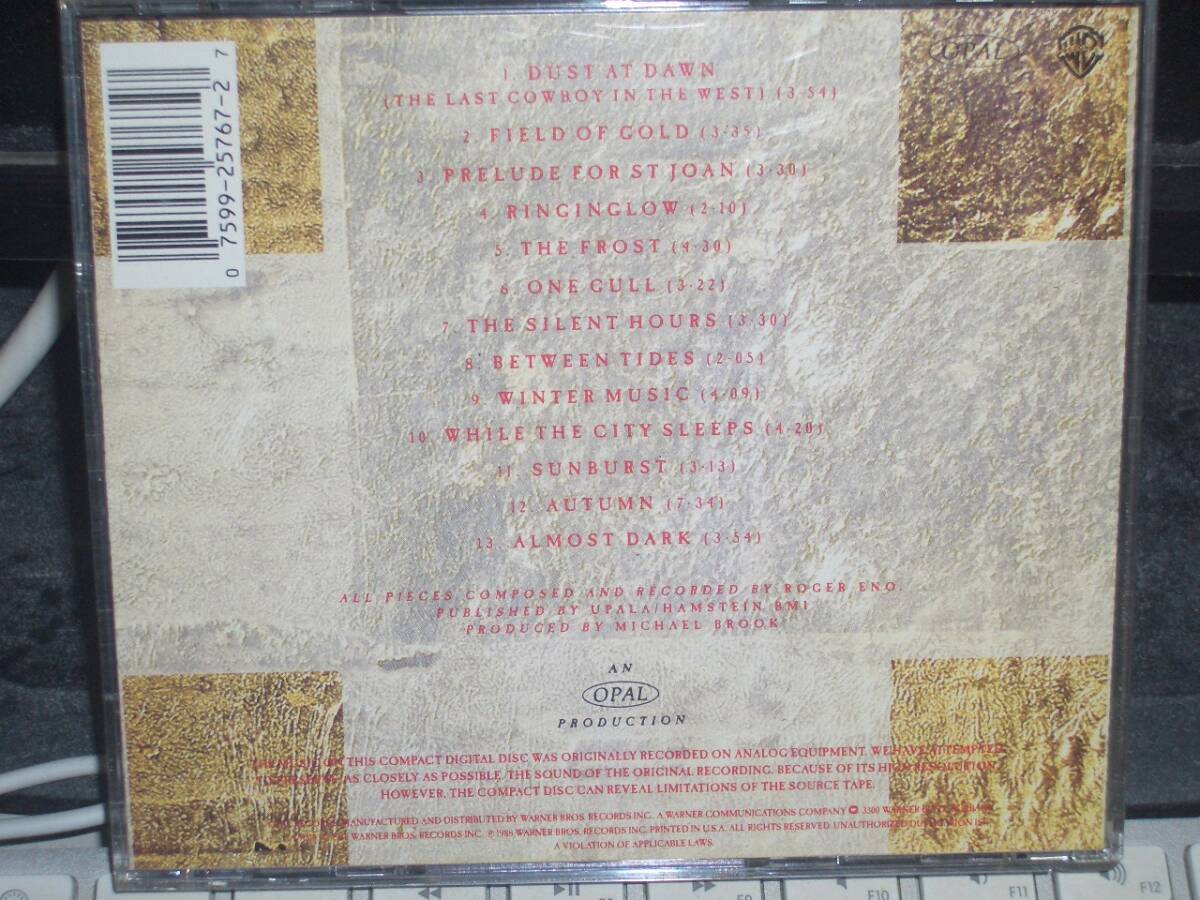 7
0 7599-25767-2
OPAL
1. DUST AT DAWN
(THE LAST COWBOY IN THE WEST) (3·54)
2. FIELD OF GOLD (3·35)
3. PRELUDE FOR ST JOAN (3·30)
4. RINGINGLOW (2·10)
5. THE FROST (4·30)
6. ONE GULL (3·22)
7. THE SILENT HOURS (3·30)
8. BETWEEN TIDES (2·05)
9. WINTER MUSIC (4·09)
10. WHILE THE CITY SLEEPS (4·20)
11. SUNBURST (3·13)
12. AUTUMN (7·34)
13. ALMOST DARK (3·54)
ALL PIECES COMPOSED AND RECORDED BY ROGER ENO.
PUBLISHED BY UPALA/HAMSTEIN BMI
PRODUCED BY MICHAEL BROOK
AN
OPAL
PRODUCTION
THE MUSIC ON THIS COMPACT DIGITAL DISC WAS ORIGINALLY RECORDED ON ANALOG EQUIPMENT. WE HAVE ATTEMPTED
TO PRESERVE, AS CLOSELY AS POSSIBLE, THE SOUND OF THE ORIGINAL RECORDING. BECAUSE OF ITS HIGH RESOLUTION,
HOWEVER, THE COMPACT DISC CAN REVEAL LIMITATIONS OF THE SOURCE TAPE.
MANUFACTURED AND DISTRIBUTED BY WARNER BROS. RECORDS INC. A WARNER COMMUNICATIONS COMPANY 3300 WARNER
WARNER BROS. RECORDS INC. ℗ 1988 WARNER BROS. RECORDS INC. PRINTED IN U.S.A. ALL RIGHTS RESERVED. UNAUTHORIZED DUPLICATION IS
A VIOLATION OF APPLICABLE LAWS.
F9 F10 F11 F12